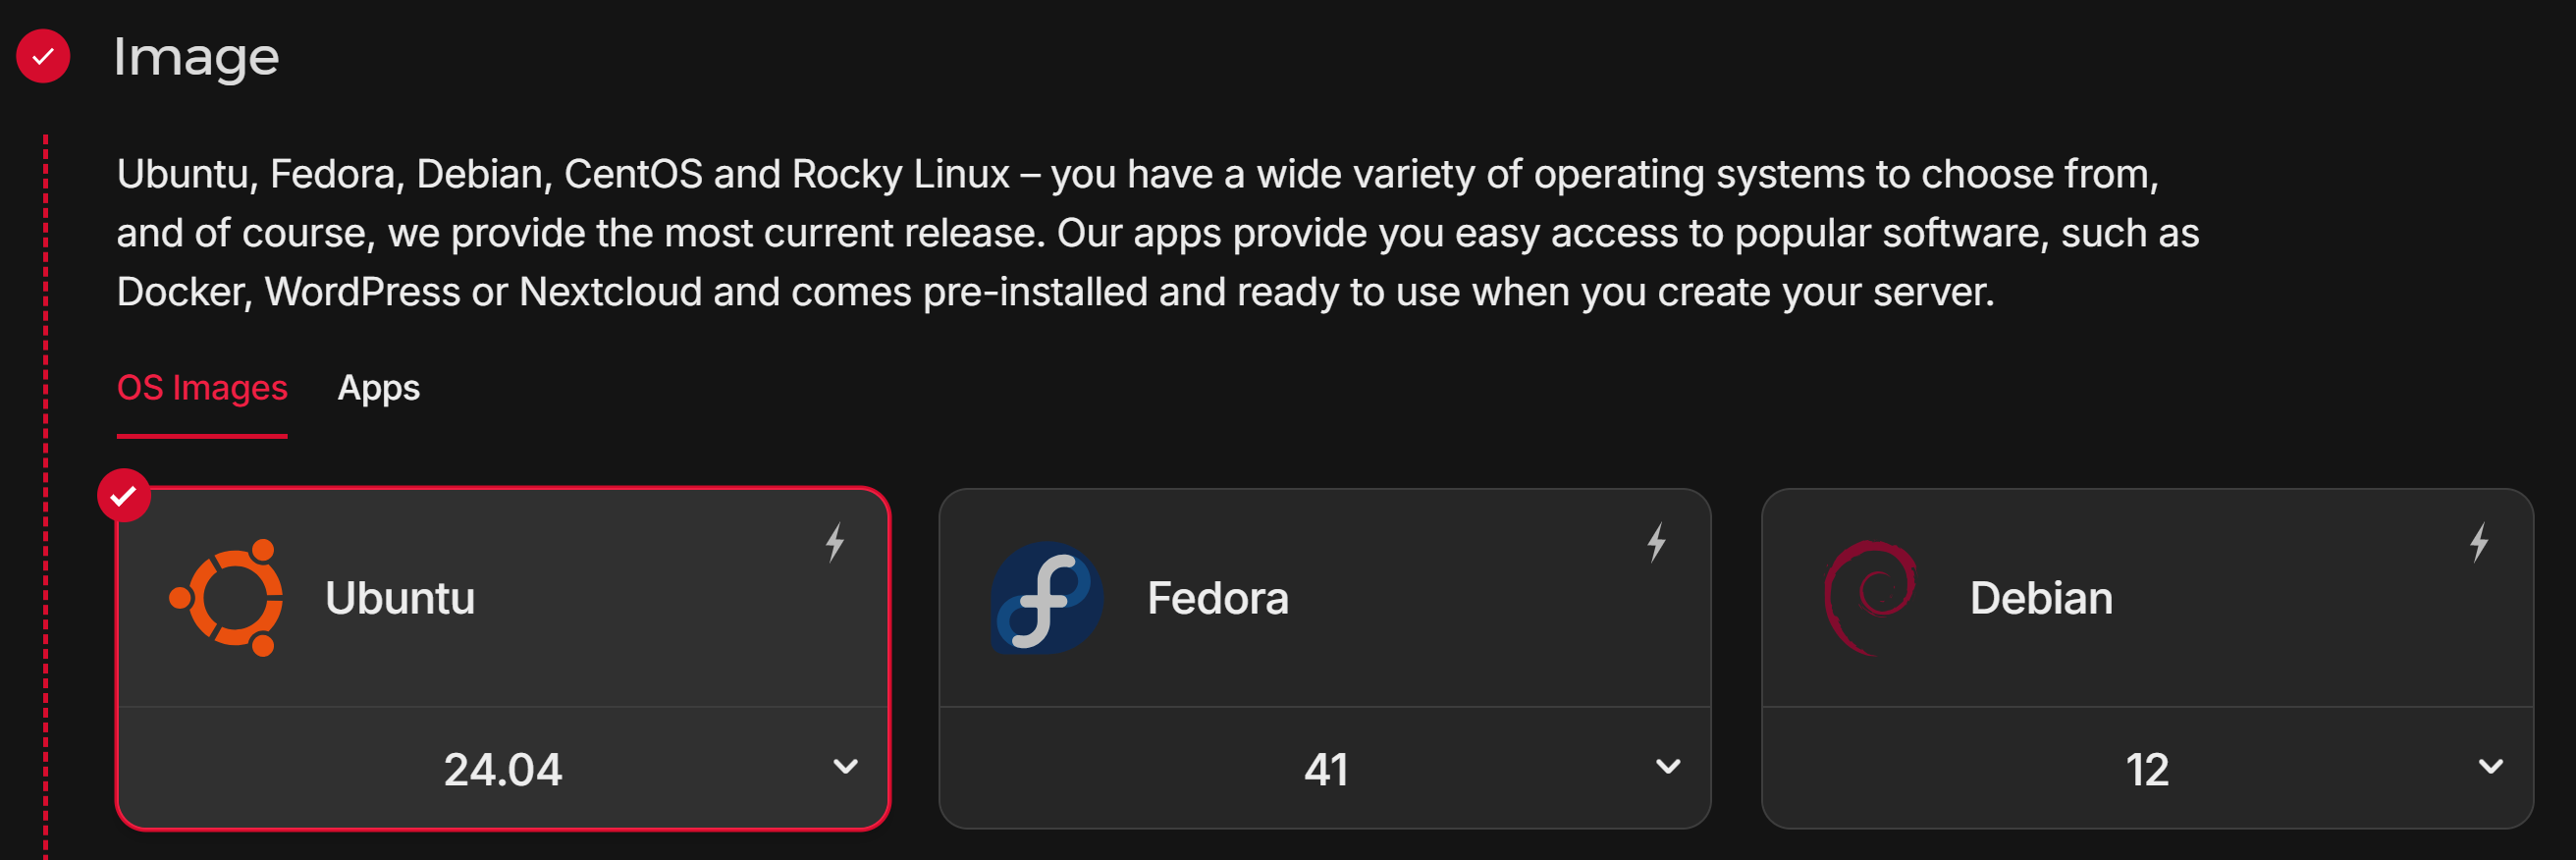 Image
Ubuntu, Fedora, Debian, CentOS and Rocky Linux – you have a wide variety of operating systems to choose from,
and of course, we provide the most current release. Our apps provide you easy access to popular software, such as
Docker, WordPress or Nextcloud and comes pre-installed and ready to use when you create your server.
OS Images Apps
Ubuntu Fedora Debian
24.04 41 12